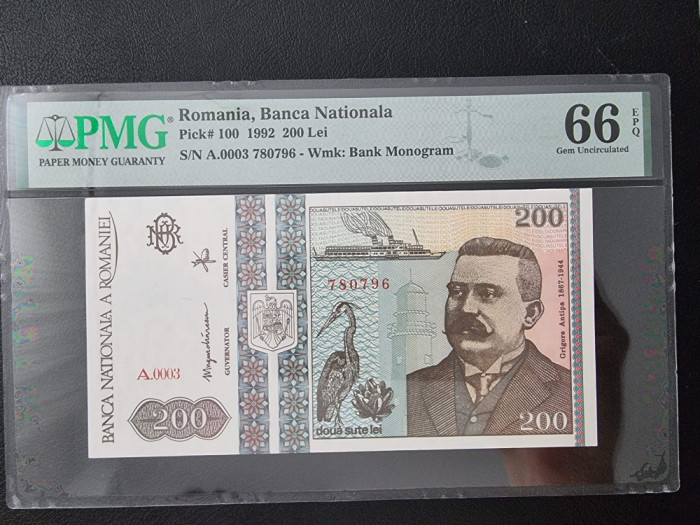 PMG®
PAPER MONEY GUARANTY
Romania, Banca Nationala
Pick# 100 1992 200 Lei
S/N A.0003 780796 - Wmk: Bank Monogram
66 EPQ
Gem Uncirculated
BANCA NATIONALA A ROMANIEI
A.0003
200
GUVERNATOR
CASIER CENTRAL
200
780796
Grigore Antipa 1867-1944
două sute lei
200